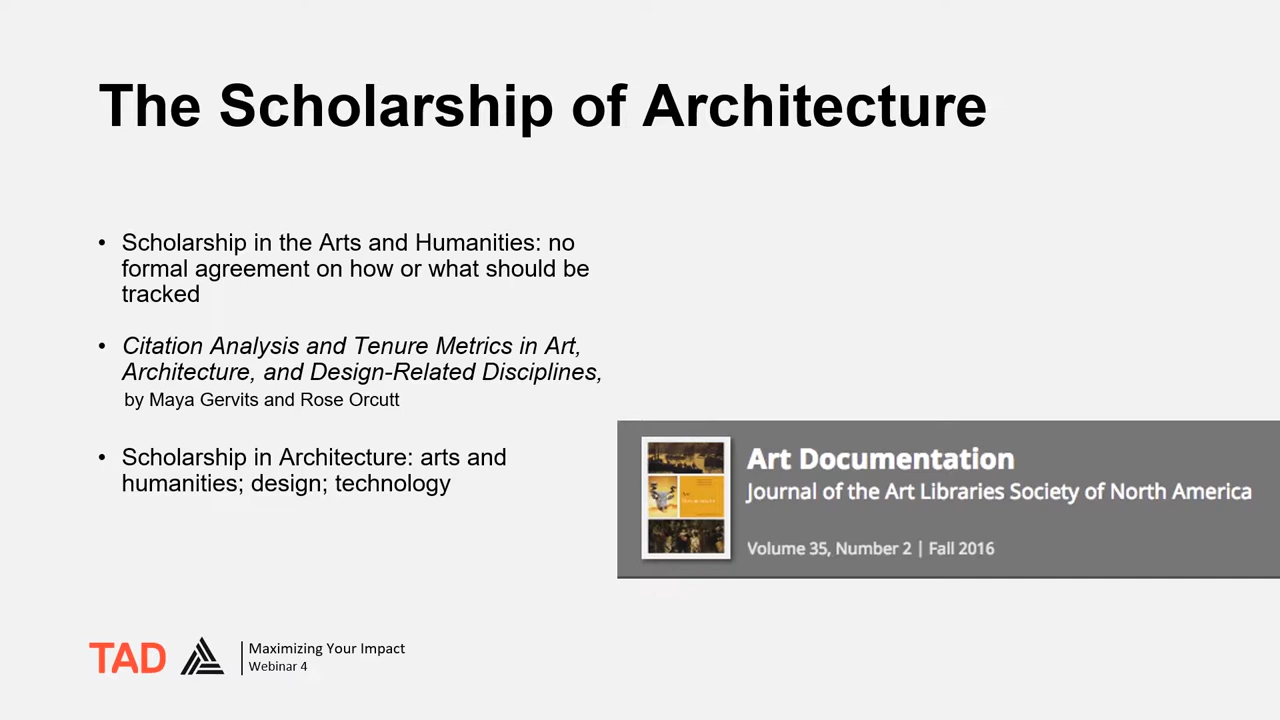 The Scholarship of Architecture
• Scholarship in the Arts and Humanities: no
formal agreement on how or what should be
tracked
• Citation Analysis and Tenure Metrics in Art,
Architecture, and Design-Related Disciplines,
by Maya Gervits and Rose Orcutt
• Scholarship in Architecture: arts and
humanities; design; technology
Art Documentation
Journal of the Art Libraries Society of North America
Volume 35, Number 2 | Fall 2016
TAD
Maximizing Your Impact
Webinar 4